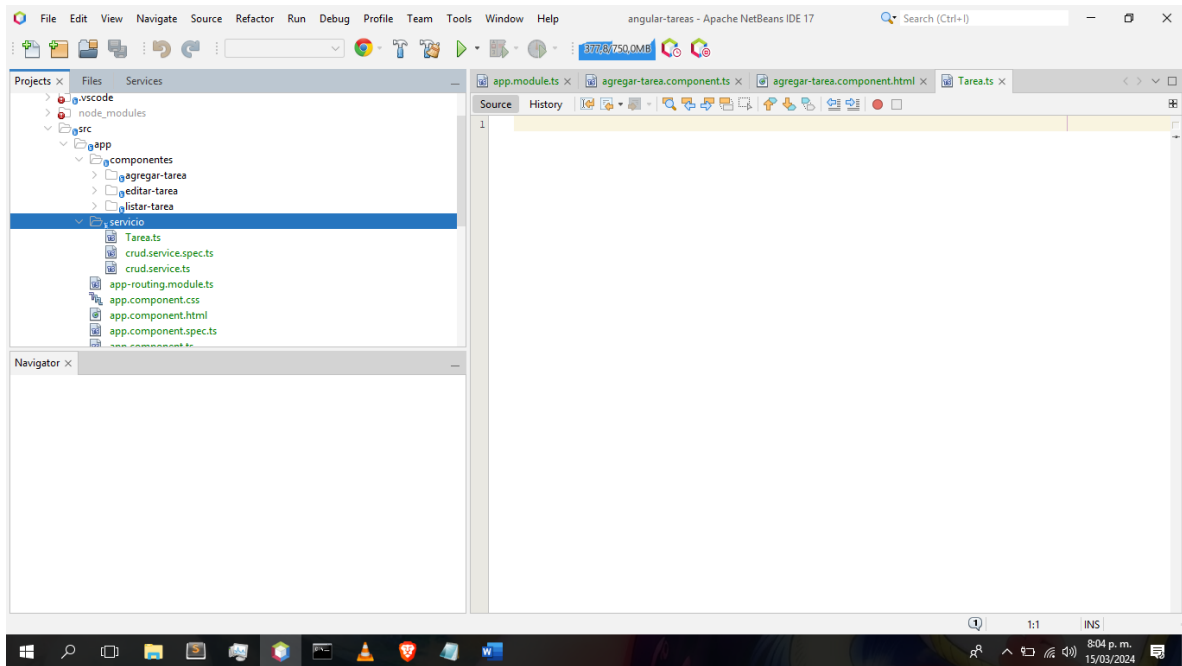 File Edit View Navigate Source Refactor Run Debug Profile Team Tools Window Help angular-tareas - Apache NetBeans IDE 17 Search (Ctrl+I)
377,8/750,0MB
Projects Files Services
app.module.ts agregar-tarea.component.ts agregar-tarea.component.html Tarea.ts
Source History
.vscode
node_modules
src
app
componentes
agregar-tarea
editar-tarea
listar-tarea
servicio
Tarea.ts
crud.service.spec.ts
crud.service.ts
app-routing.module.ts
app.component.css
app.component.html
app.component.spec.ts
app.component.ts
1
Navigator
1 1:1 INS
8:04 p. m.
15/03/2024